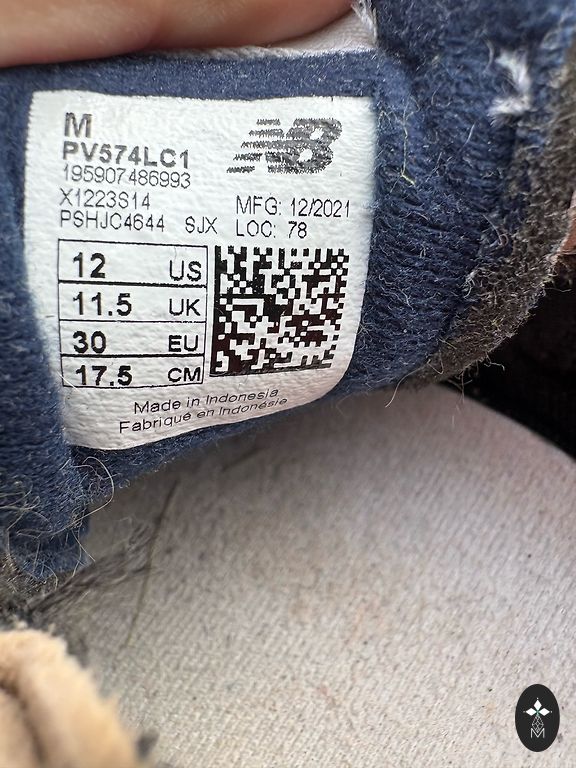 M
PV574LC1
195907486993
X1223S14
MFG: 12/2021
PSHJC4644 SJX LOC: 78
NB
12 US
11.5 UK
30 EU
17.5 CM
Made in Indonesia
Fabriqué en Indonésie
M